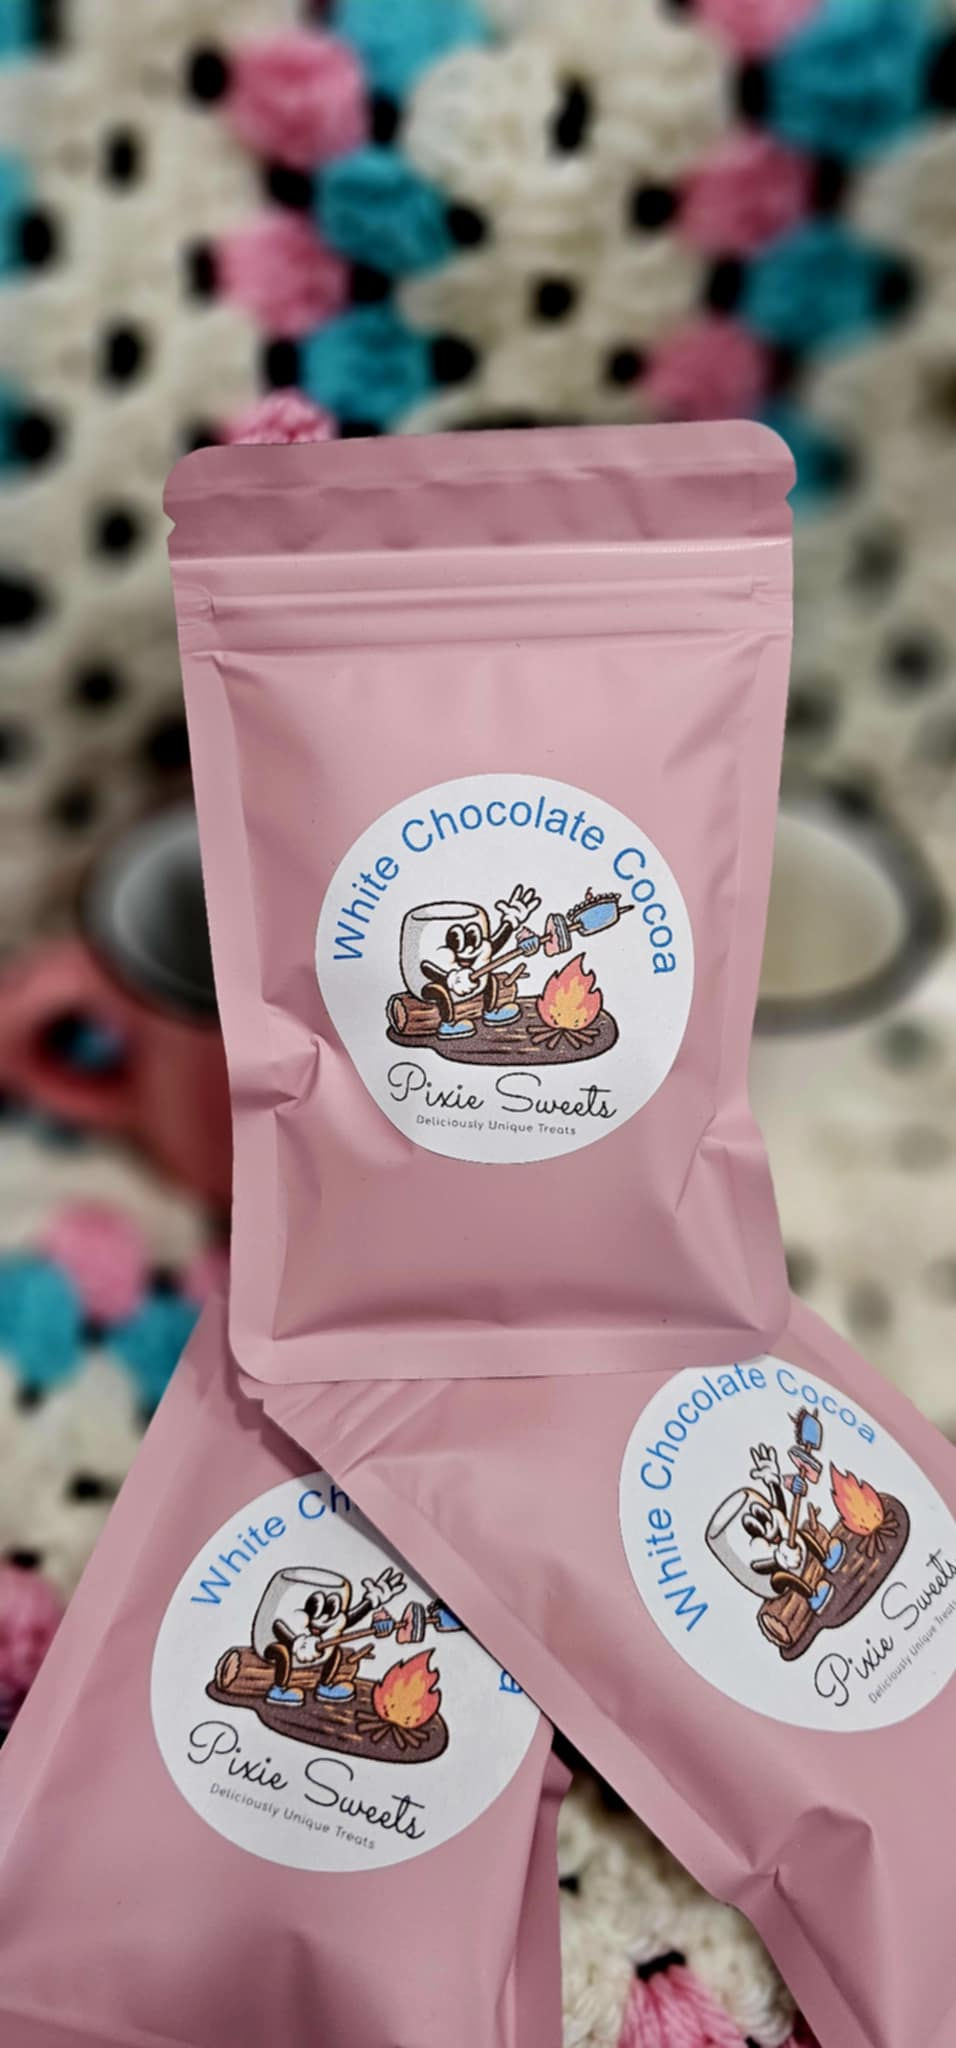 White Chocolate Cocoa
Pixie Sweets
Deliciously Unique Treats
White Chocolate Cocoa
Pixie Sweets
Deliciously Unique Treats
White Ch
a
Pixie Sweets
Deliciously Unique Treats